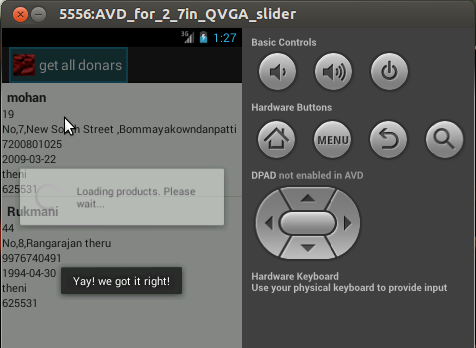 5556:AVD_for_2_7in_QVGA_slider
3G 1:27
get all donars
mohan
19
No,7,New South Street ,Bommayakowndanpatti
7200801025
2009-03-22
theni
625531
Loading products. Please
wait...
Rukmani
44
No,8,Rangarajan theru
9976740491
1994-04-30
theni
625531
Yay! we got it right!
Basic Controls
Hardware Buttons
MENU
DPAD not enabled in AVD
Hardware Keyboard
Use your physical keyboard to provide input